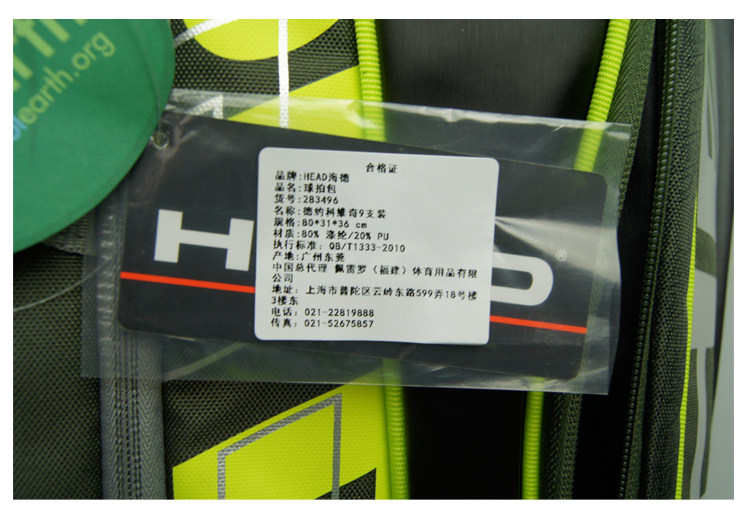 earth.org
合格证
品牌:HEAD海德
品名:球拍包
货号:283496
名称:德约科维奇9支装
规格:80*31*36 cm
材质:80% 涤纶/20% PU
执行标准: QB/T1333-2010
产地:广州东莞
中国总代理 佩雷罗（福建）体育用品有限
公司
地址: 上海市普陀区云岭东路599弄18号楼
3楼东
电话: 021-22819888
传真: 021-52675857
H D®